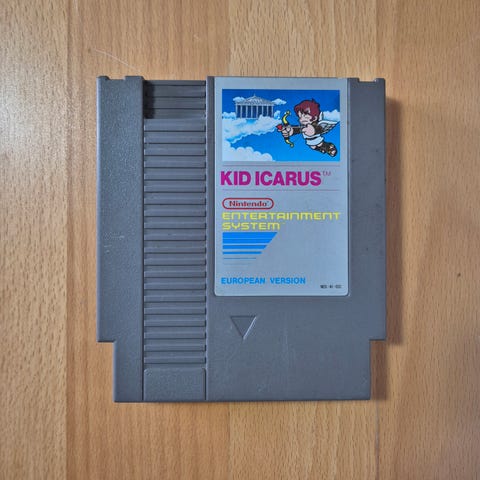 KID ICARUS™
Nintendo®
ENTERTAINMENT
SYSTEM
EUROPEAN VERSION